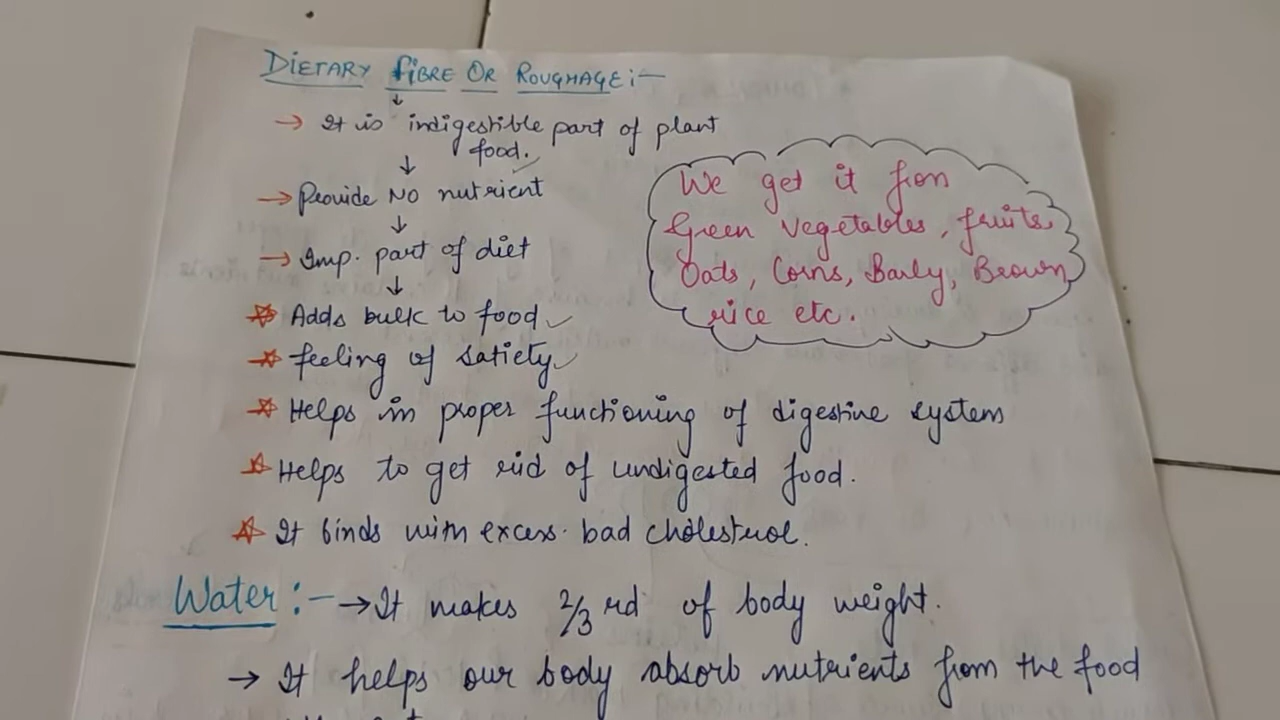 DIETARY fiBRE OR ROUGHAGE :-
→ It is indigestible part of plant
food.
→ Provide NO nutrient
→ Imp. part of diet
We get it from
Green Vegetables, fruits,
Oats, Corns, Barly, Brown
rice etc.
Adds bulk to food
feeling of satiety
Helps in proper functioning of digestive system
Helps to get rid of undigested food.
It binds with excess bad cholestrol.
Water :- → It makes 2/3 rd of body weight.
→ It helps our body absorb nutrients from the food